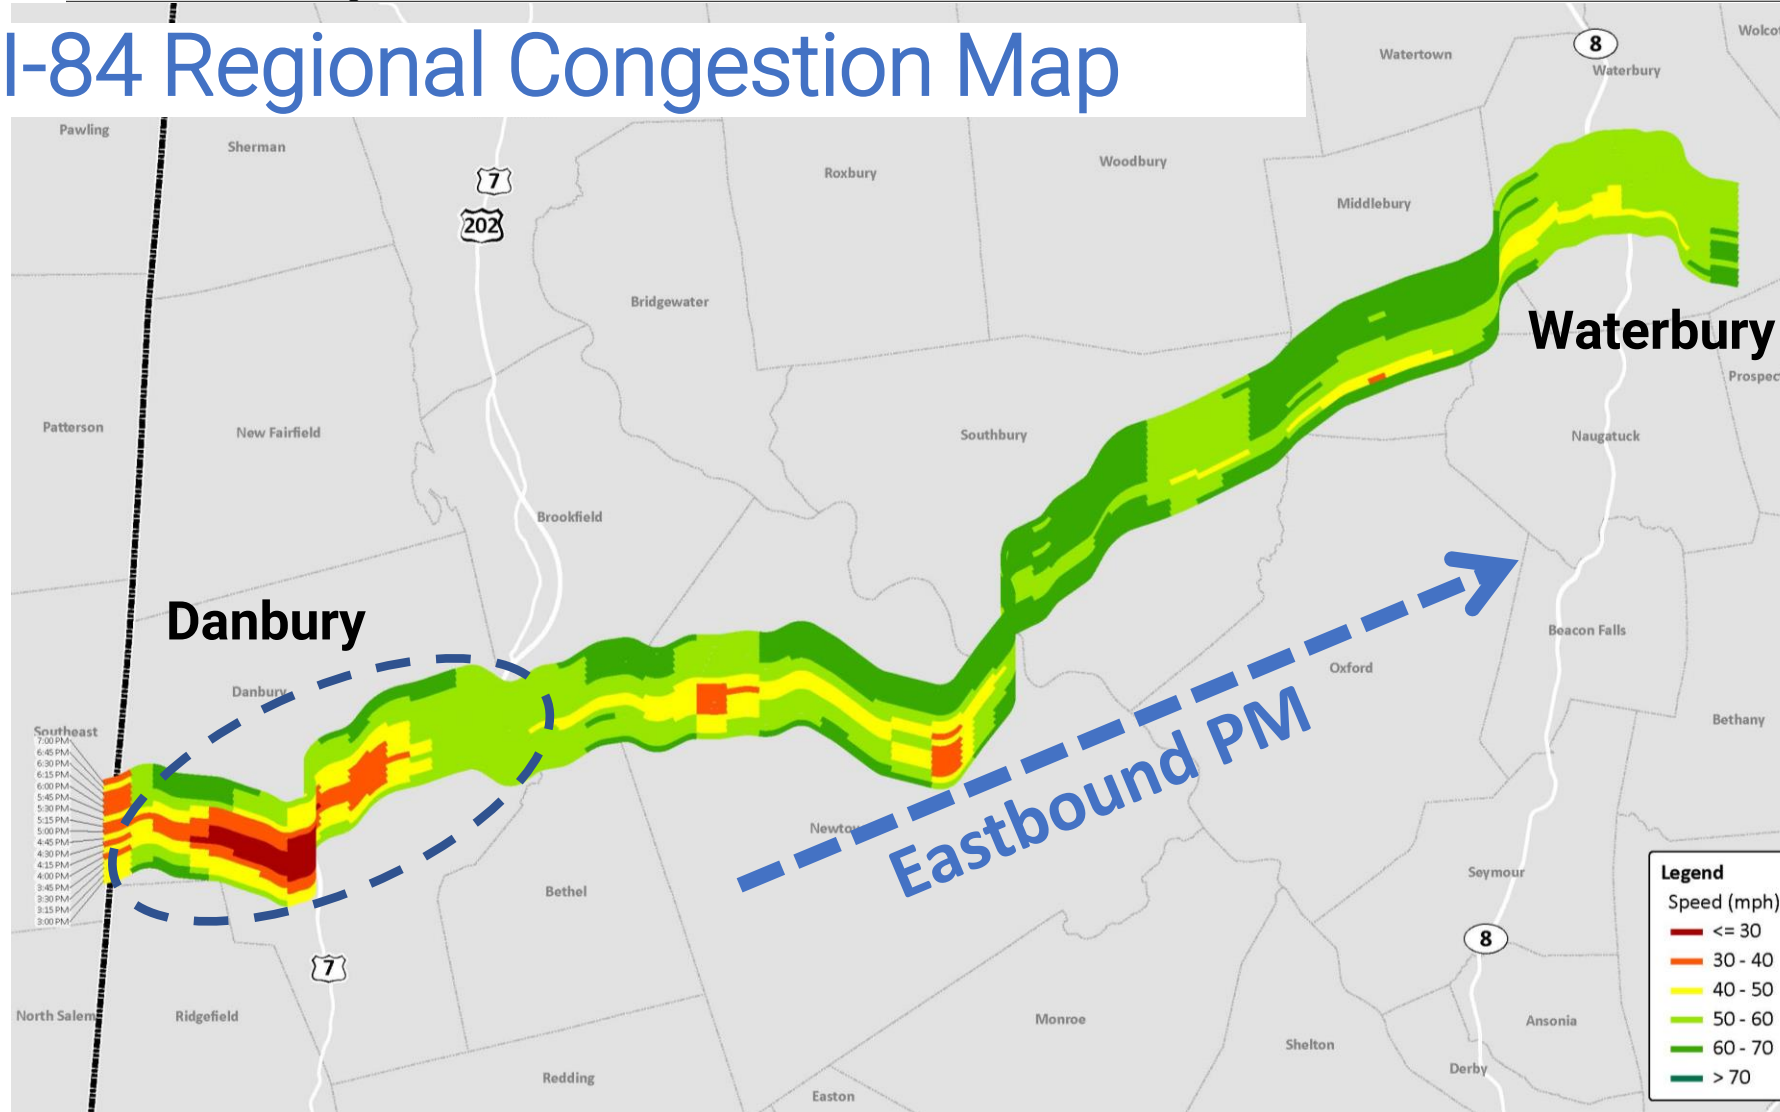 I-84 Regional Congestion Map
8
Watertown
Waterbury
Pawling
Sherman
7
202
Roxbury
Woodbury
Middlebury
Bridgewater
Waterbury
Patterson
New Fairfield
Southbury
Naugatuck
Brookfield
Danbury
Danbury
Beacon Falls
Oxford
Bethany
Southeast
7:00 PM
6:45 PM
6:30 PM
6:15 PM
6:00 PM
5:45 PM
5:30 PM
5:15 PM
5:00 PM
4:45 PM
4:30 PM
4:15 PM
4:00 PM
3:45 PM
3:30 PM
3:15 PM
3:00 PM
Eastbound PM
Bethel
Seymour
8
7
North Salem
Ridgefield
Monroe
Ansonia
Shelton
Derby
Redding
Easton
Legend
Speed (mph)
<= 30
30 - 40
40 - 50
50 - 60
60 - 70
> 70